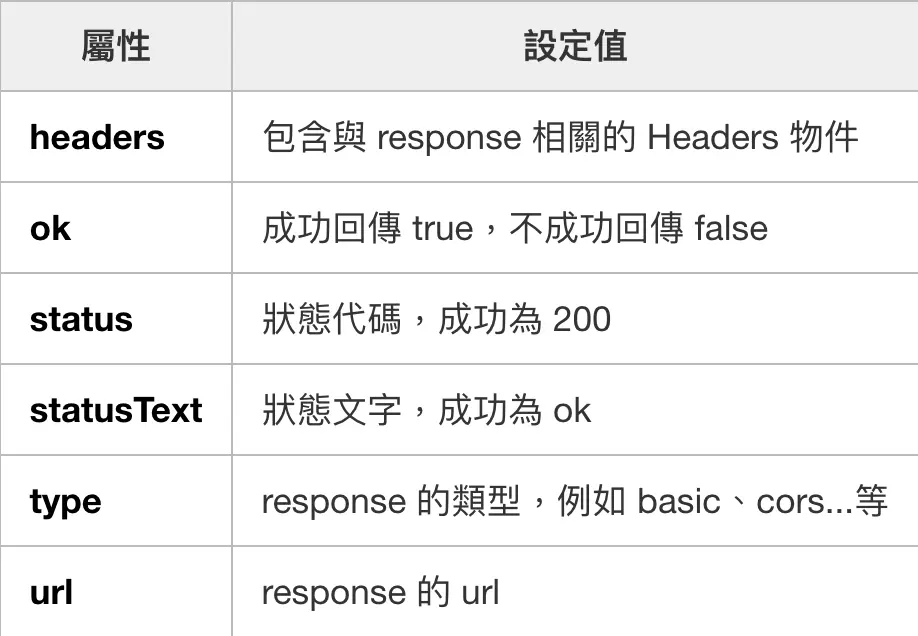 屬性 設定值
headers 包含與 response 相關的 Headers 物件
ok 成功回傳 true，不成功回傳 false
status 狀態代碼，成功為 200
statusText 狀態文字，成功為 ok
type response 的類型，例如 basic、cors...等
url response 的 url